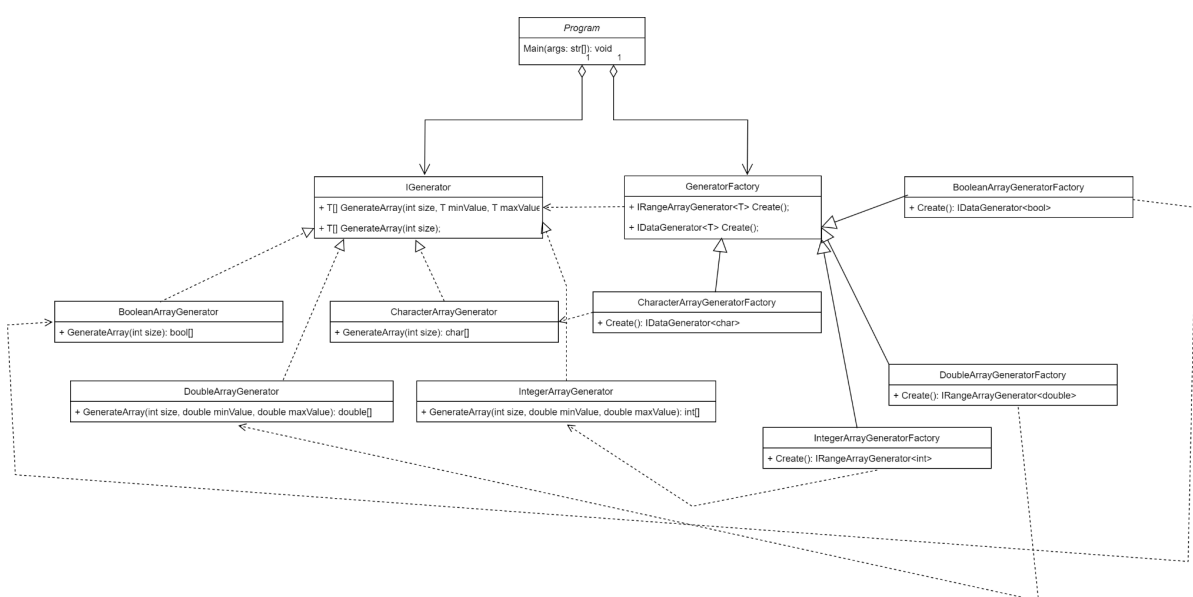 Program
Main(args: str[]): void
1
1
IGenerator
+ T[] GenerateArray(int size, T minValue, T maxValue
+ T[] GenerateArray(int size);
GeneratorFactory
+ IRangeArrayGenerator<T> Create();
+ IDataGenerator<T> Create();
BooleanArrayGeneratorFactory
+ Create(): IDataGenerator<bool>
BooleanArrayGenerator
+ GenerateArray(int size): bool[]
CharacterArrayGenerator
+ GenerateArray(int size): char[]
CharacterArrayGeneratorFactory
+ Create(): IDataGenerator<char>
DoubleArrayGenerator
+ GenerateArray(int size, double minValue, double maxValue): double[]
IntegerArrayGenerator
+ GenerateArray(int size, double minValue, double maxValue): int[]
DoubleArrayGeneratorFactory
+ Create(): IRangeArrayGenerator<double>
IntegerArrayGeneratorFactory
+ Create(): IRangeArrayGenerator<int>